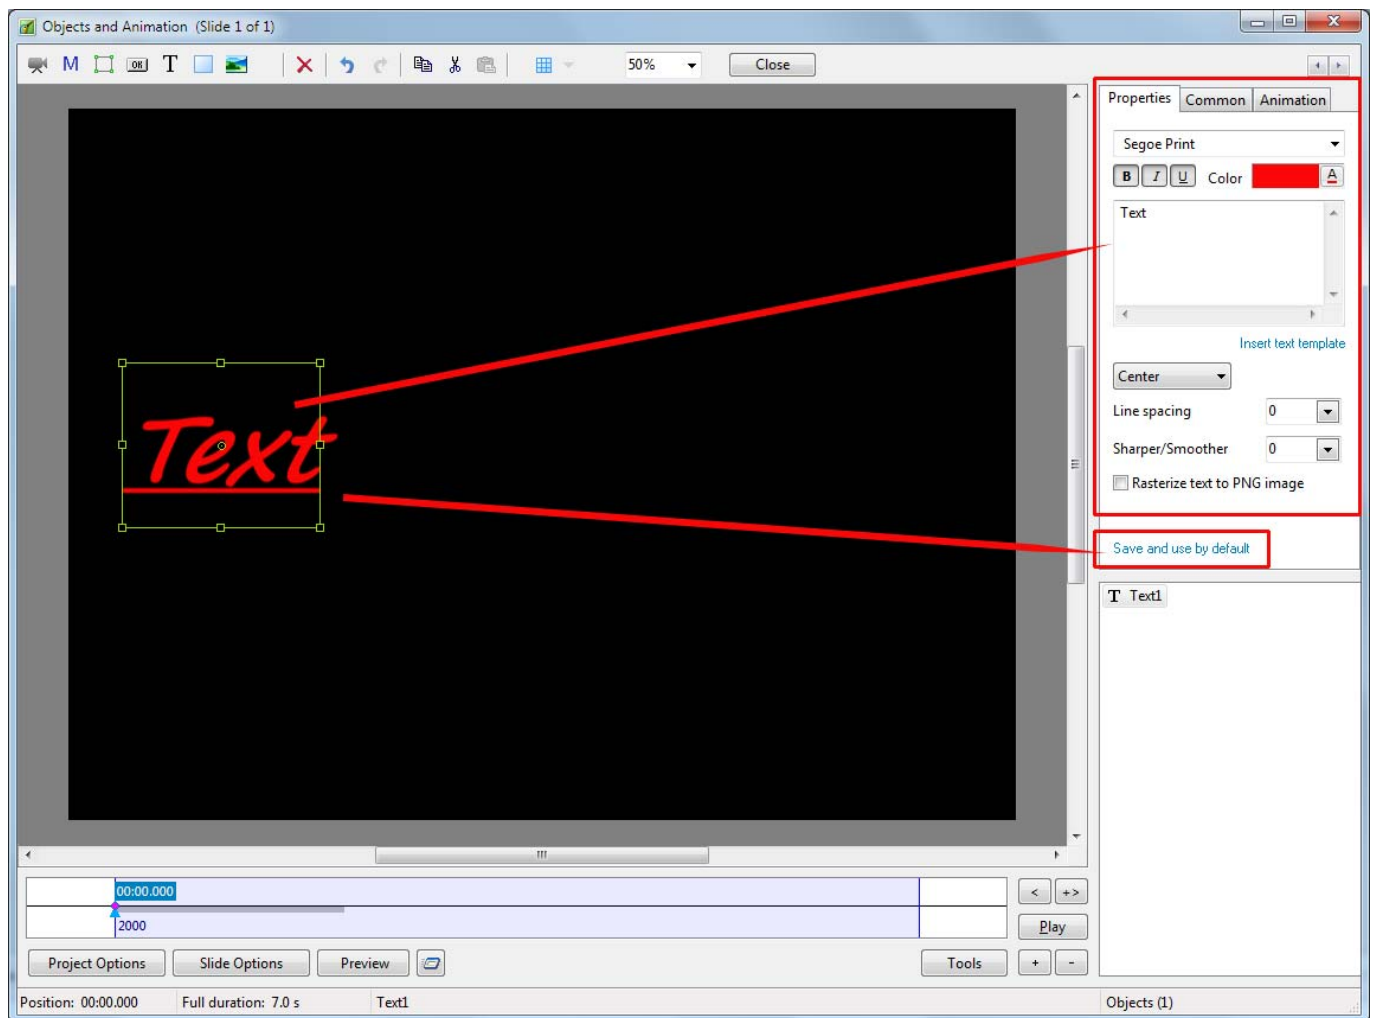 Objects and Animation (Slide 1 of 1)
M OK T 50% Close
Properties Common Animation
Segoe Print
B I U Color A
Text
Insert text template
Center
Line spacing 0
Sharper/Smoother 0
Rasterize text to PNG image
Save and use by default
T Text1
Text
00:00.000
2000
< +>
Play
Project Options Slide Options Preview Tools + -
Position: 00:00.000 Full duration: 7.0 s Text1 Objects (1)